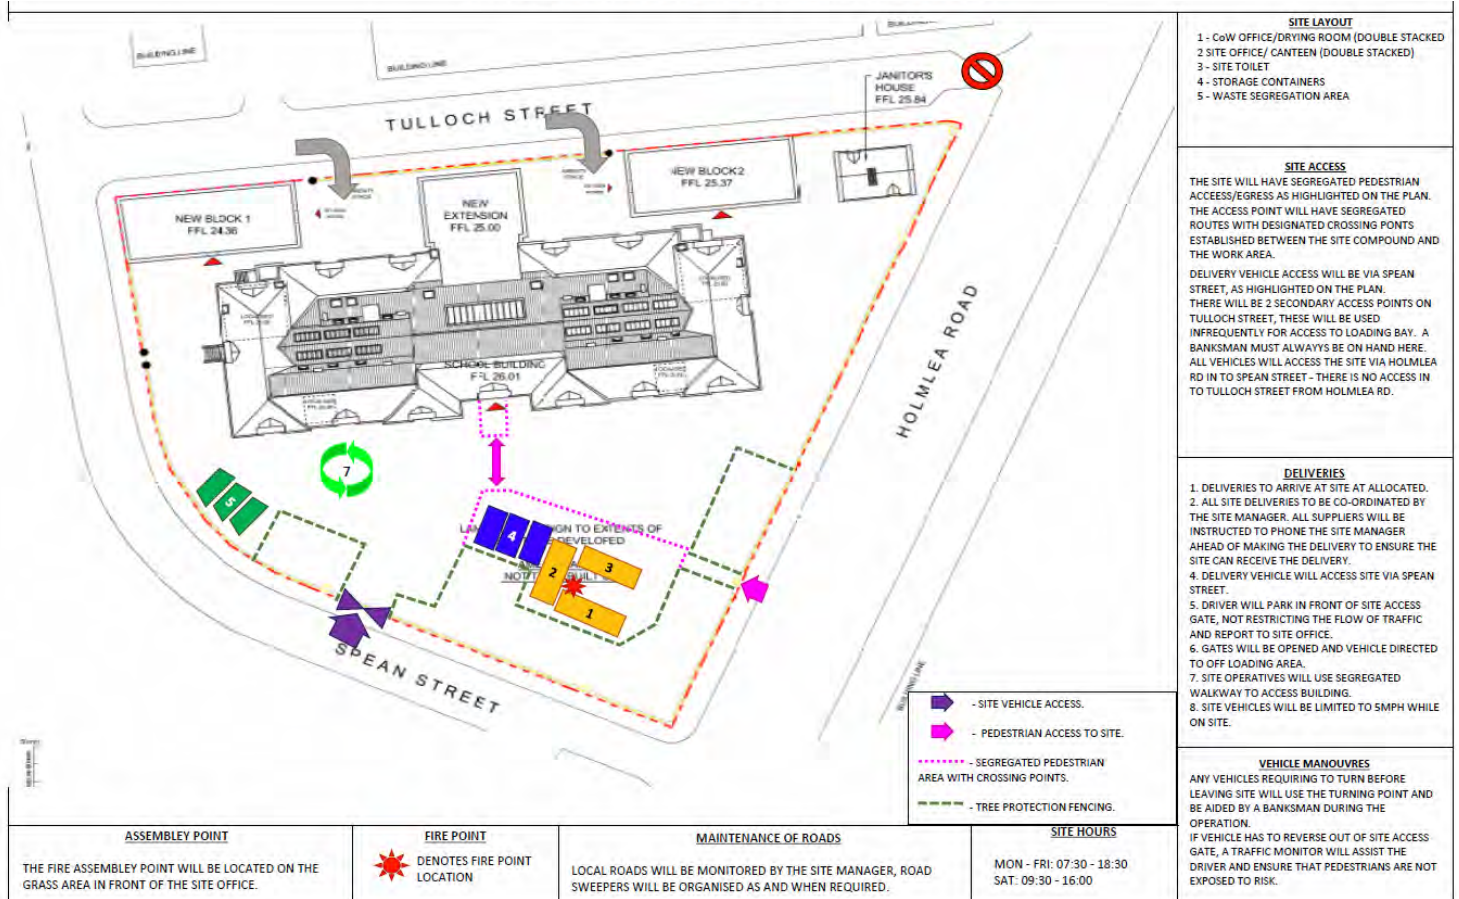 BUILDING LINE
BUILDING LINE
BUILDING LINE
JANITOR'S
HOUSE
FFL 25.84
TULLOCH STREET
NEW BLOCK 1
FFL 24.36
NEW
EXTENSION
FFL 25.00
NEW BLOCK2
FFL 25.37
SCHOOL BUILDING
FFL 26.01
HOLMLEA ROAD
7
5
4
2
3
1
IGN TO EXTENTS OF
DEVELOPED
SPEAN STREET
- SITE VEHICLE ACCESS.
- PEDESTRIAN ACCESS TO SITE.
- SEGREGATED PEDESTRIAN
AREA WITH CROSSING POINTS.
- TREE PROTECTION FENCING.
SITE LAYOUT
1 - CoW OFFICE/DRYING ROOM (DOUBLE STACKED
2 SITE OFFICE/ CANTEEN (DOUBLE STACKED)
3 - SITE TOILET
4 - STORAGE CONTAINERS
5 - WASTE SEGREGATION AREA
SITE ACCESS
THE SITE WILL HAVE SEGREGATED PEDESTRIAN
ACCEESS/EGRESS AS HIGHLIGHTED ON THE PLAN.
THE ACCESS POINT WILL HAVE SEGREGATED
ROUTES WITH DESIGNATED CROSSING PONTS
ESTABLISHED BETWEEN THE SITE COMPOUND AND
THE WORK AREA.
DELIVERY VEHICLE ACCESS WILL BE VIA SPEAN
STREET, AS HIGHLIGHTED ON THE PLAN.
THERE WILL BE 2 SECONDARY ACCESS POINTS ON
TULLOCH STREET, THESE WILL BE USED
INFREQUENTLY FOR ACCESS TO LOADING BAY. A
BANKSMAN MUST ALWAYYS BE ON HAND HERE.
ALL VEHICLES WILL ACCESS THE SITE VIA HOLMLEA
RD IN TO SPEAN STREET - THERE IS NO ACCESS IN
TO TULLOCH STREET FROM HOLMLEA RD.
DELIVERIES
1. DELIVERIES TO ARRIVE AT SITE AT ALLOCATED.
2. ALL SITE DELIVERIES TO BE CO-ORDINATED BY
THE SITE MANAGER. ALL SUPPLIERS WILL BE
INSTRUCTED TO PHONE THE SITE MANAGER
AHEAD OF MAKING THE DELIVERY TO ENSURE THE
SITE CAN RECEIVE THE DELIVERY.
4. DELIVERY VEHICLE WILL ACCESS SITE VIA SPEAN
STREET.
5. DRIVER WILL PARK IN FRONT OF SITE ACCESS
GATE, NOT RESTRICTING THE FLOW OF TRAFFIC
AND REPORT TO SITE OFFICE.
6. GATES WILL BE OPENED AND VEHICLE DIRECTED
TO OFF LOADING AREA.
7. SITE OPERATIVES WILL USE SEGREGATED
WALKWAY TO ACCESS BUILDING.
8. SITE VEHICLES WILL BE LIMITED TO 5MPH WHILE
ON SITE.
VEHICLE MANOUVRES
ANY VEHICLES REQUIRING TO TURN BEFORE
LEAVING SITE WILL USE THE TURNING POINT AND
BE AIDED BY A BANKSMAN DURING THE
OPERATION.
IF VEHICLE HAS TO REVERSE OUT OF SITE ACCESS
GATE, A TRAFFIC MONITOR WILL ASSIST THE
DRIVER AND ENSURE THAT PEDESTRIANS ARE NOT
EXPOSED TO RISK.
ASSEMBLEY POINT
THE FIRE ASSEMBLEY POINT WILL BE LOCATED ON THE
GRASS AREA IN FRONT OF THE SITE OFFICE.
FIRE POINT
DENOTES FIRE POINT
LOCATION
MAINTENANCE OF ROADS
LOCAL ROADS WILL BE MONITORED BY THE SITE MANAGER, ROAD
SWEEPERS WILL BE ORGANISED AS AND WHEN REQUIRED.
SITE HOURS
MON - FRI: 07:30 - 18:30
SAT: 09:30 - 16:00